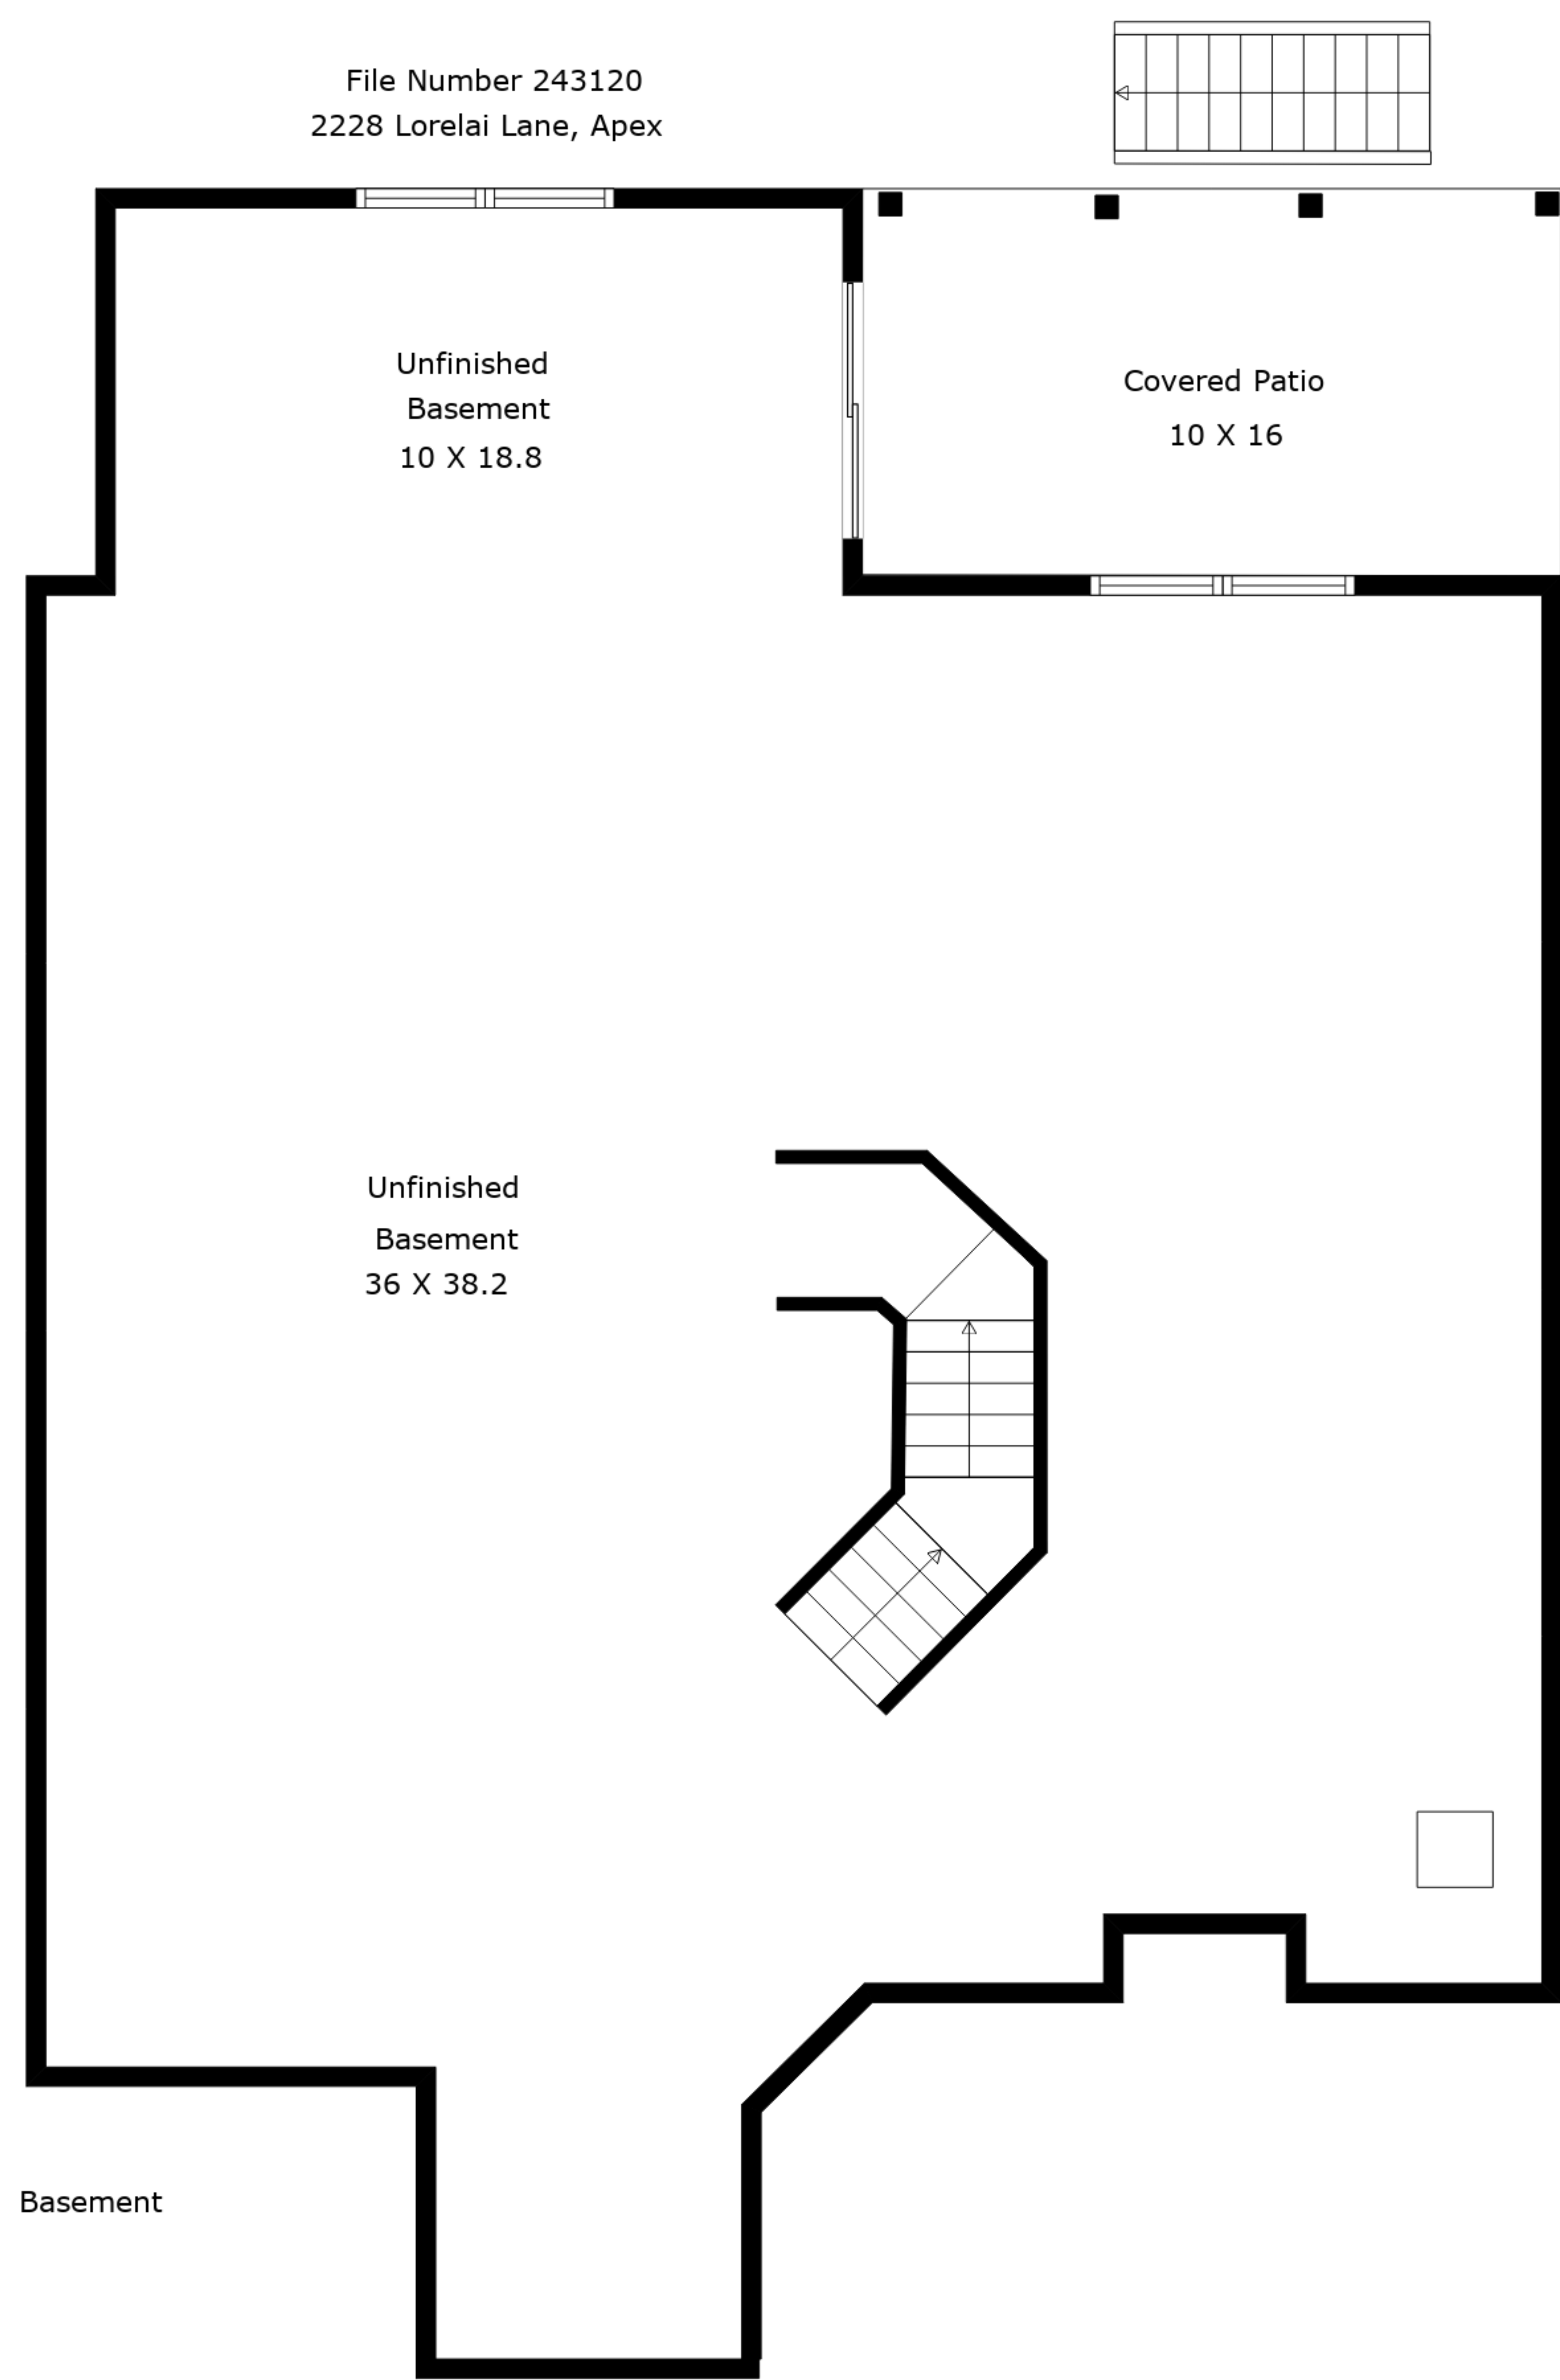 File Number 243120
2228 Lorelai Lane, Apex
Unfinished
Basement
10 X 18.8
Covered Patio
10 X 16
Unfinished
Basement
36 X 38.2
Basement